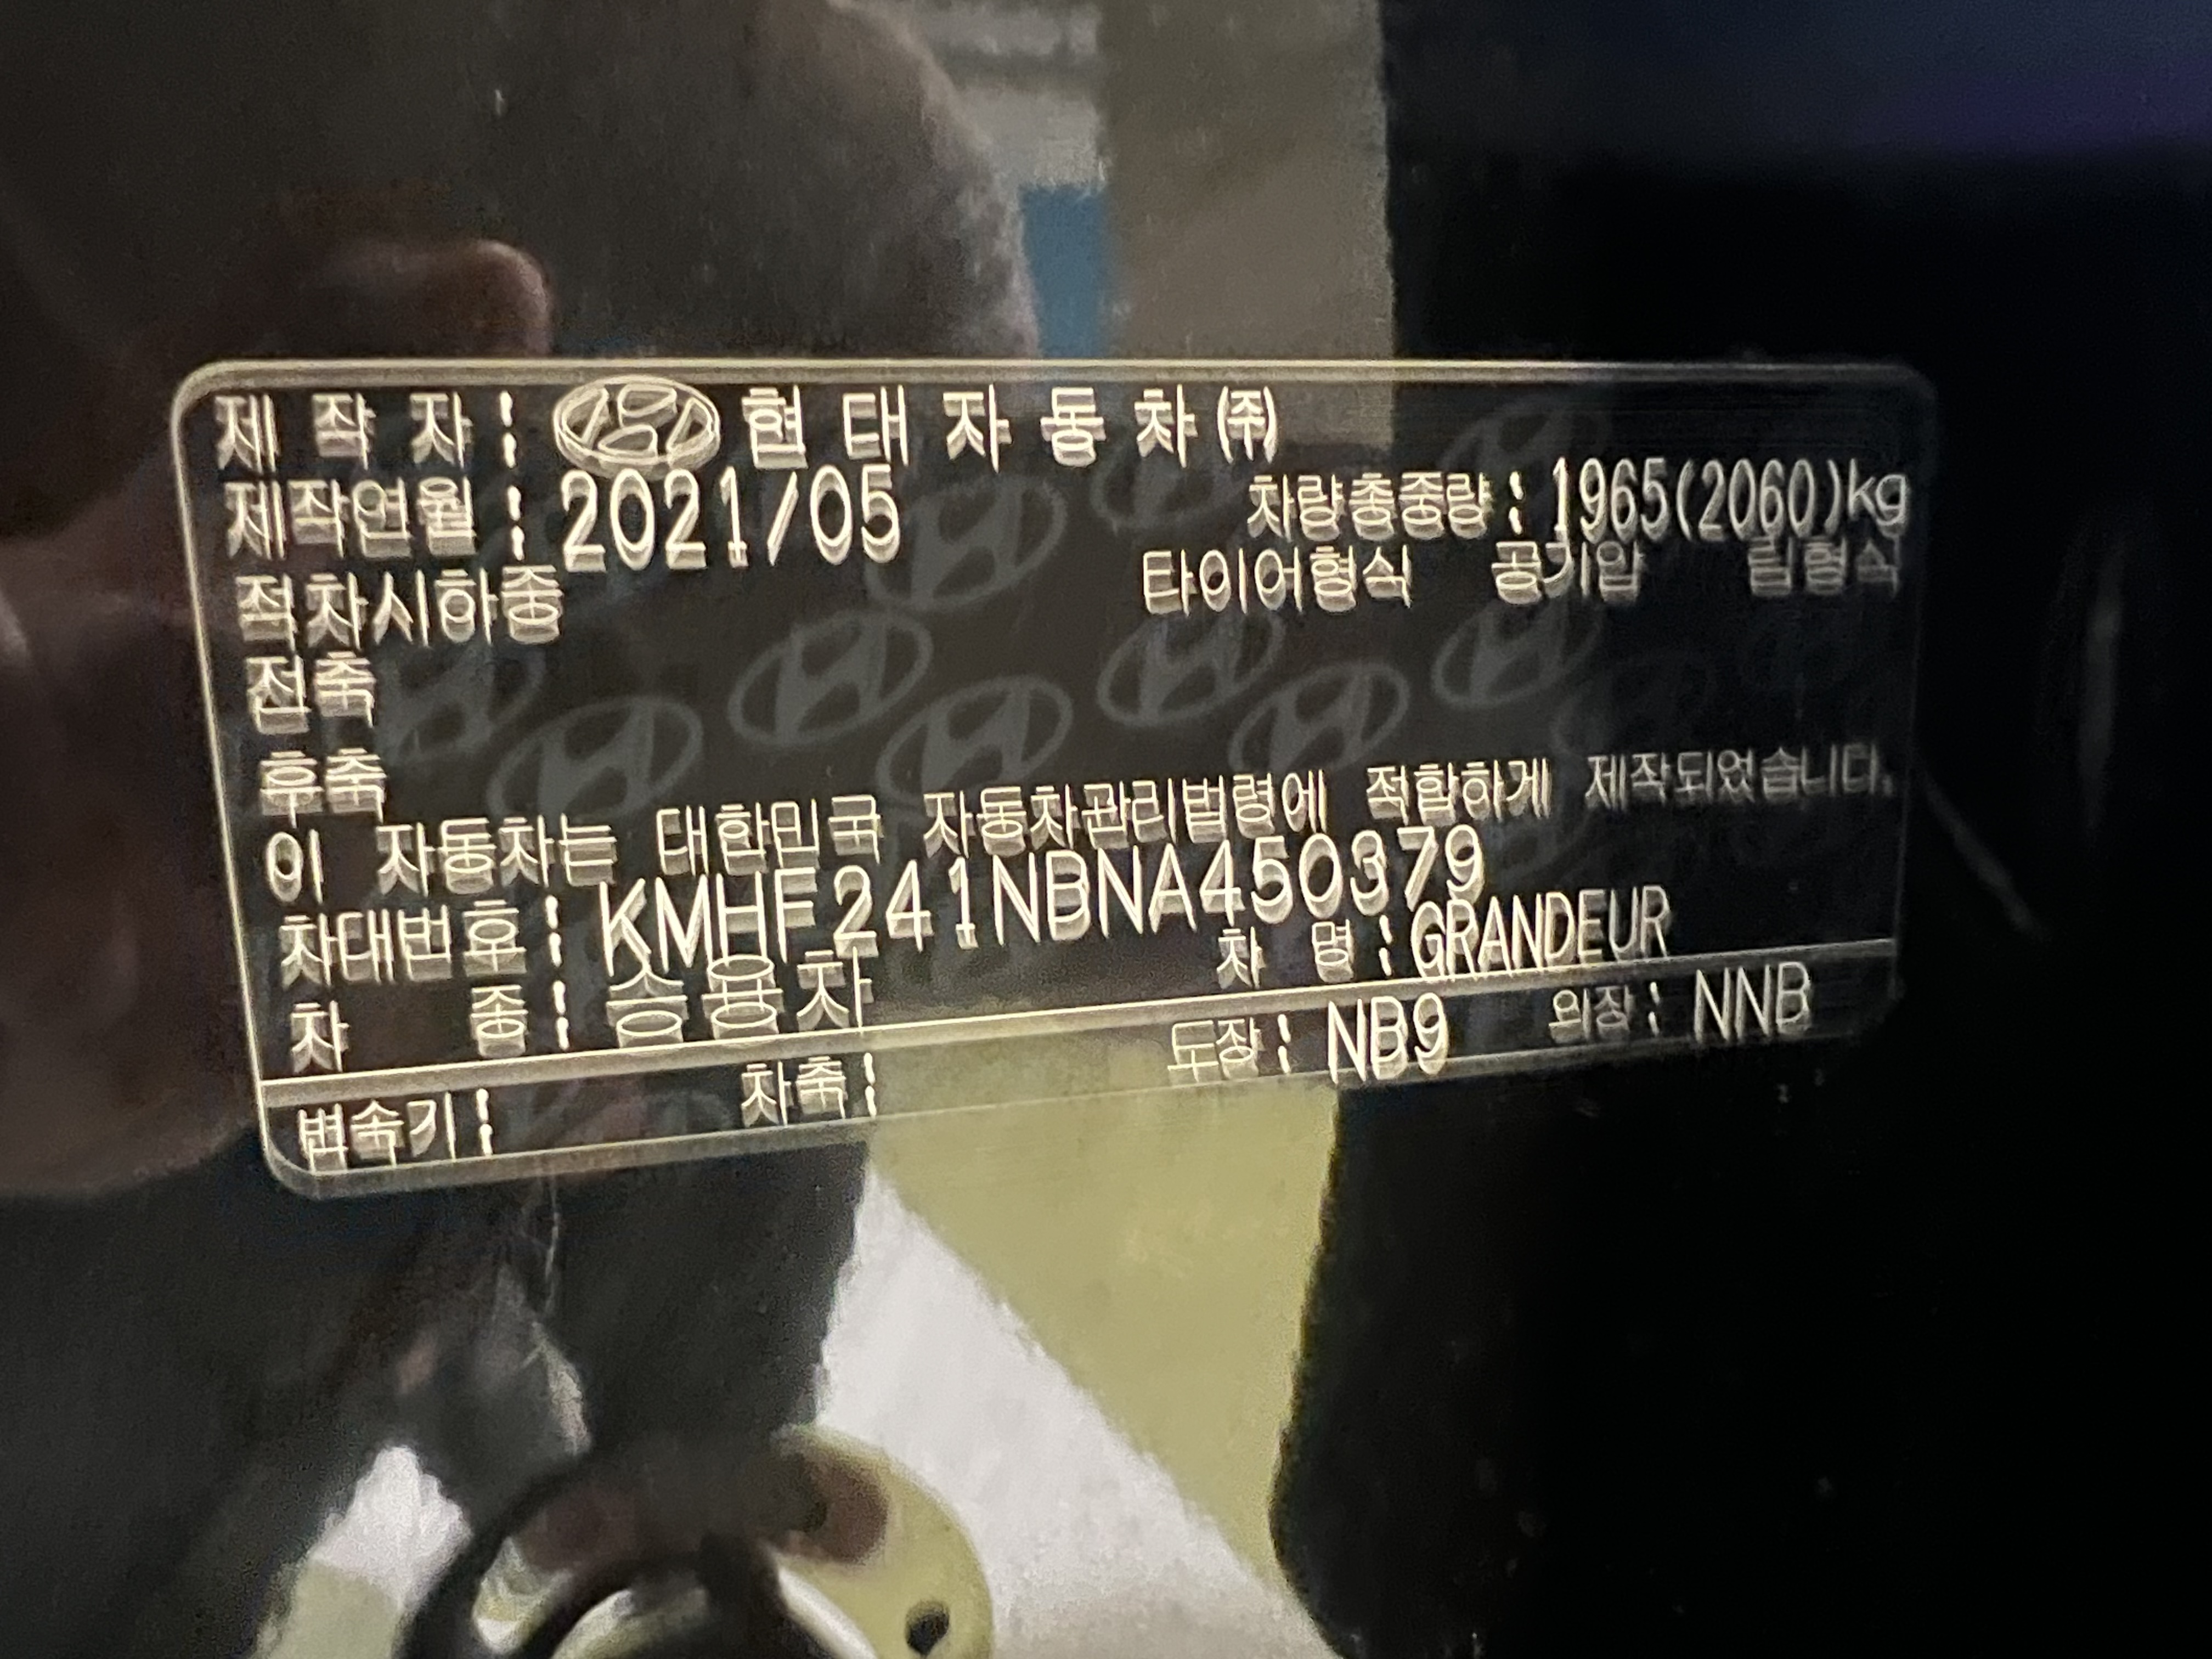 제 작 자 : 현 대 자 동 차 ㈜
제작연월 : 2021/05 차량총중량 : 1965(2060)kg
적차시하중 타이어형식 공기압 림형식
전축
후축
이 자동차는 대한민국 자동차관리법령에 적합하게 제작되었습니다.
차대번호 : KMHF241NBNA450379
차 종 : 승용차 차 명 : GRANDEUR
변속기 : 차축 : 도장 : NB9 의장 : NNB